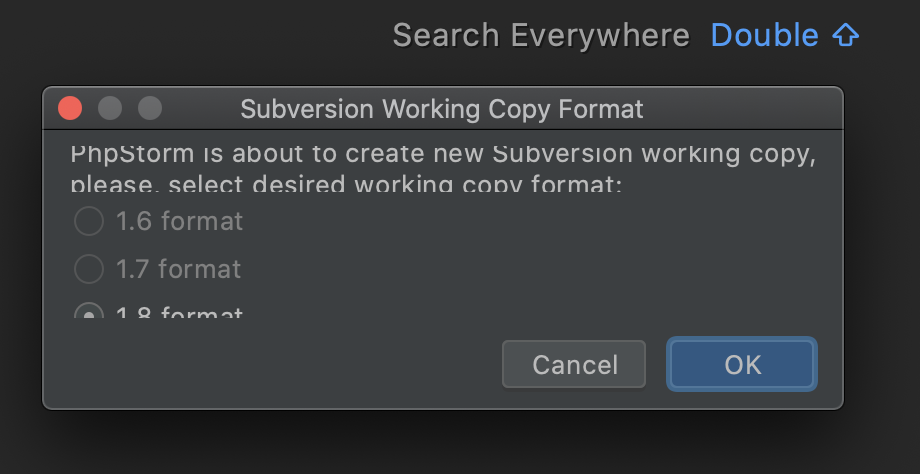 Search Everywhere Double ⇧
Subversion Working Copy Format
PhpStorm is about to create new Subversion working copy,
please, select desired working copy format:
1.6 format
1.7 format
1.8 format
Cancel OK